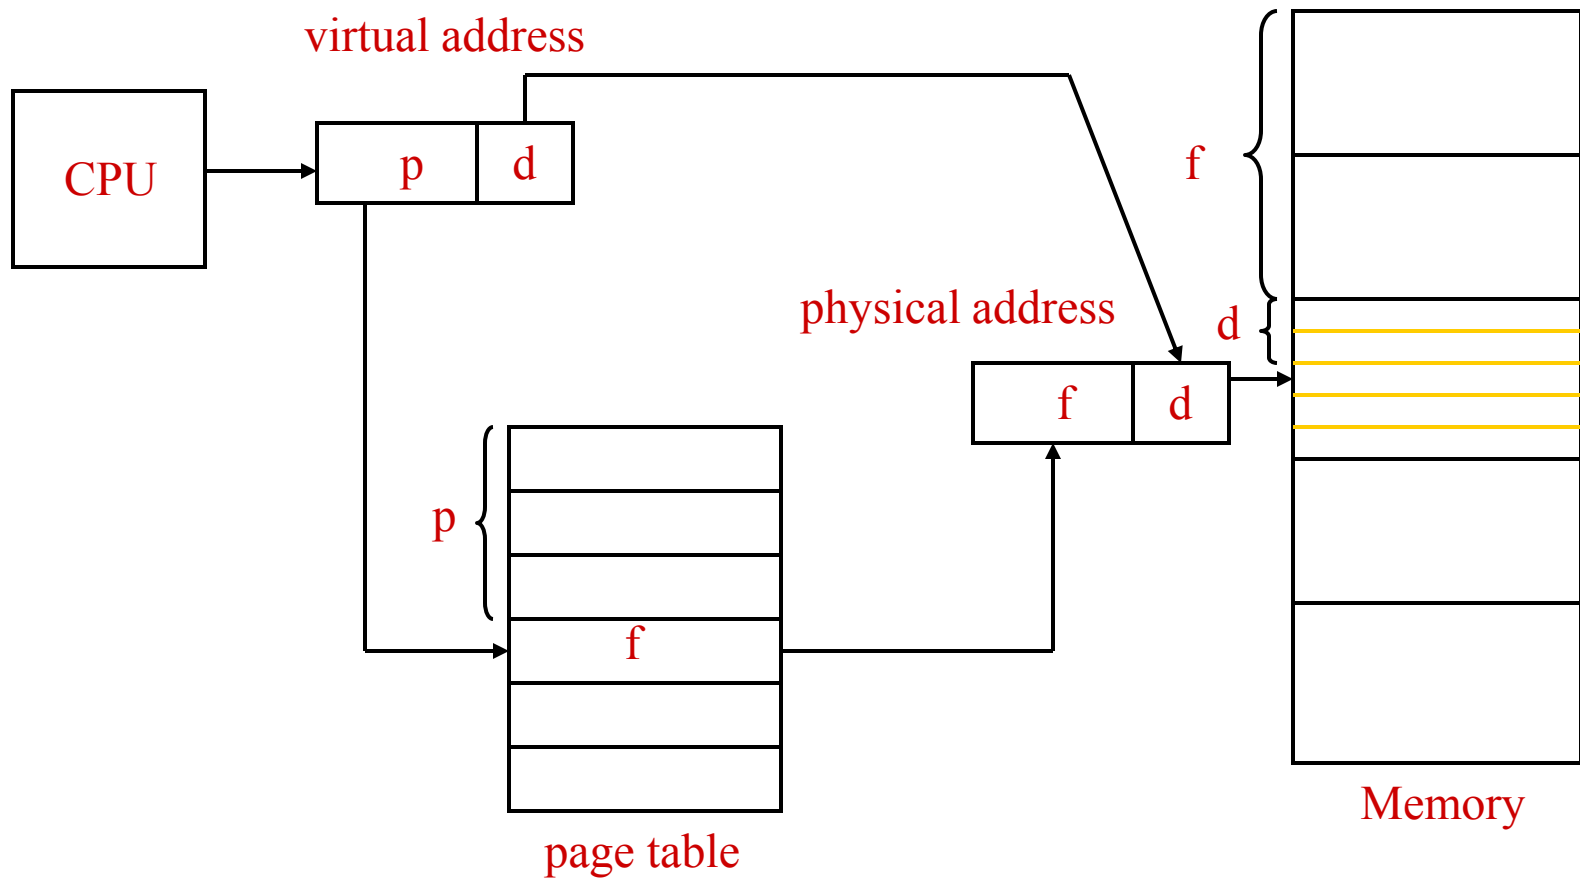 virtual address
CPU
p d
f
physical address
d
f d
p
f
Memory
page table